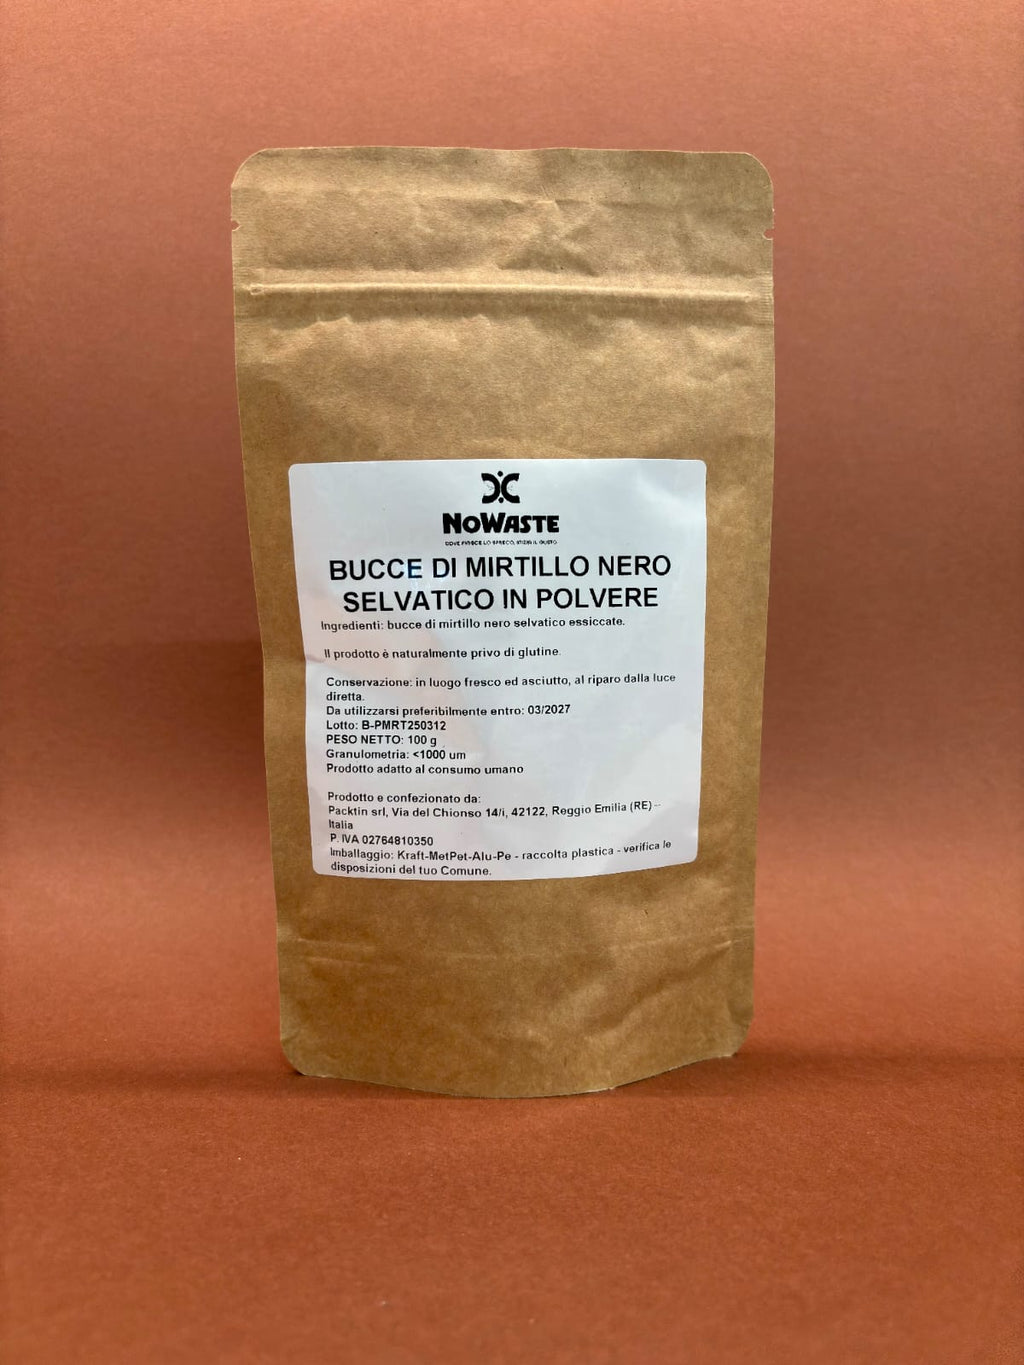 NOWASTE
DOVE FINISCE LO SPRECO, INIZIA IL GUSTO
BUCCE DI MIRTILLO NERO
SELVATICO IN POLVERE
Ingredienti: bucce di mirtillo nero selvatico essiccate.
Il prodotto è naturalmente privo di glutine.
Conservazione: in luogo fresco ed asciutto, al riparo dalla luce
diretta.
Da utilizzarsi preferibilmente entro: 03/2027
Lotto: B-PMRT250312
PESO NETTO: 100 g
Granulometria: <1000 um
Prodotto adatto al consumo umano
Prodotto e confezionato da:
Packtin srl, Via del Chionso 14/i, 42122, Reggio Emilia (RE) –
Italia
P. IVA 02764810350
Imballaggio: Kraft-MetPet-Alu-Pe - raccolta plastica - verifica le
disposizioni del tuo Comune.